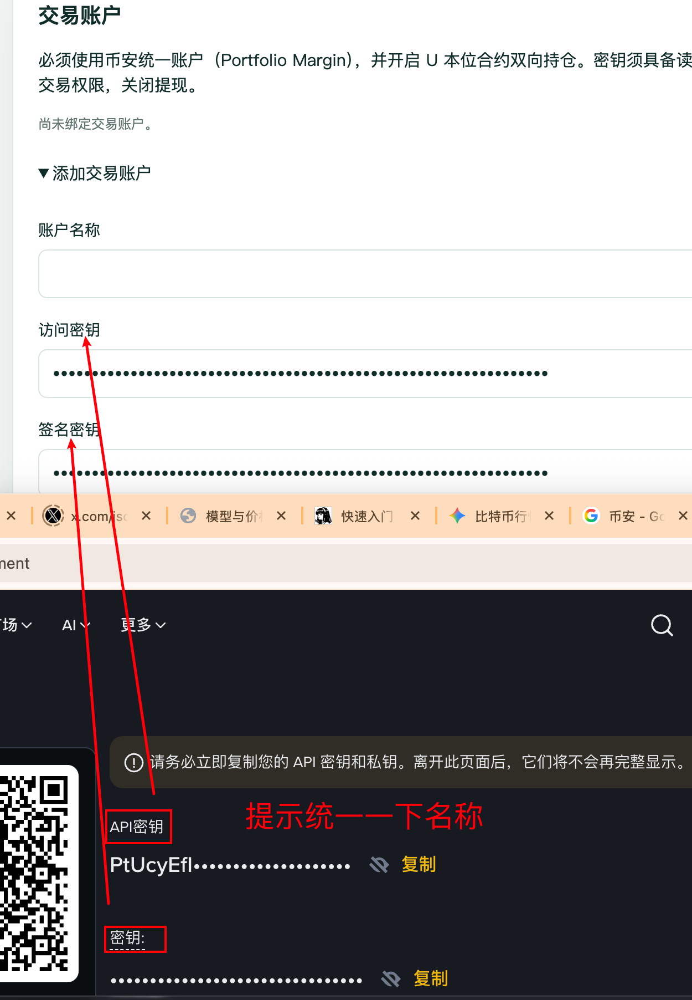 交易账户
必须使用币安统一账户（Portfolio Margin），并开启 U 本位合约双向持仓。密钥须具备读
交易权限，关闭提现。
尚未绑定交易账户。
▼添加交易账户
账户名称
访问密钥
签名密钥
x.com/isc
模型与价格
快速入门
比特币行情
币安 - Go
ment
广场
AI
更多
请务必立即复制您的 API 密钥和私钥。离开此页面后，它们将不会再完整显示。
提示统一一下名称
API密钥
PtUcyEfI••••••••••••••••••••
复制
密钥:
复制